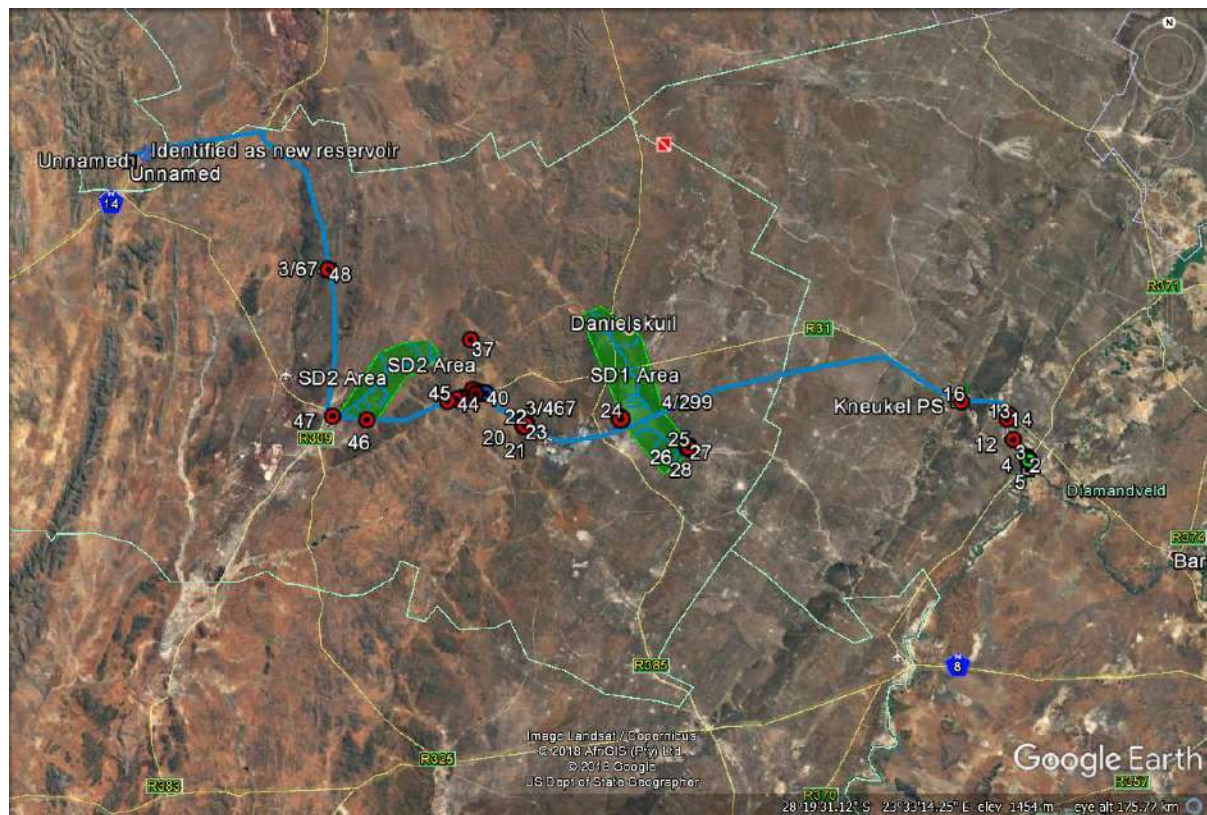 N
Identified as new reservoir
Unnamed1
Unnamed
14
R371
3/67
48
Danielskuil
R31
37
SD2 Area
SD2 Area
SD1 Area
45
44
40
4/299
16
Kneukel PS
13
14
47
46
R309
22
3/467
23
24
20
21
25
26
27
28
12
3
4
2
5
Diamandveld
R374
Bar
R385
8
Image Landsat / Copernicus
© 2018 AfriGIS (Pty) Ltd.
© 2018 Google
US Dept of State Geographer
R325
R383
Google Earth
R357
R370
28°19'31.12" S 23°33'14.25" E elev 1454 m eye alt 175.77 km